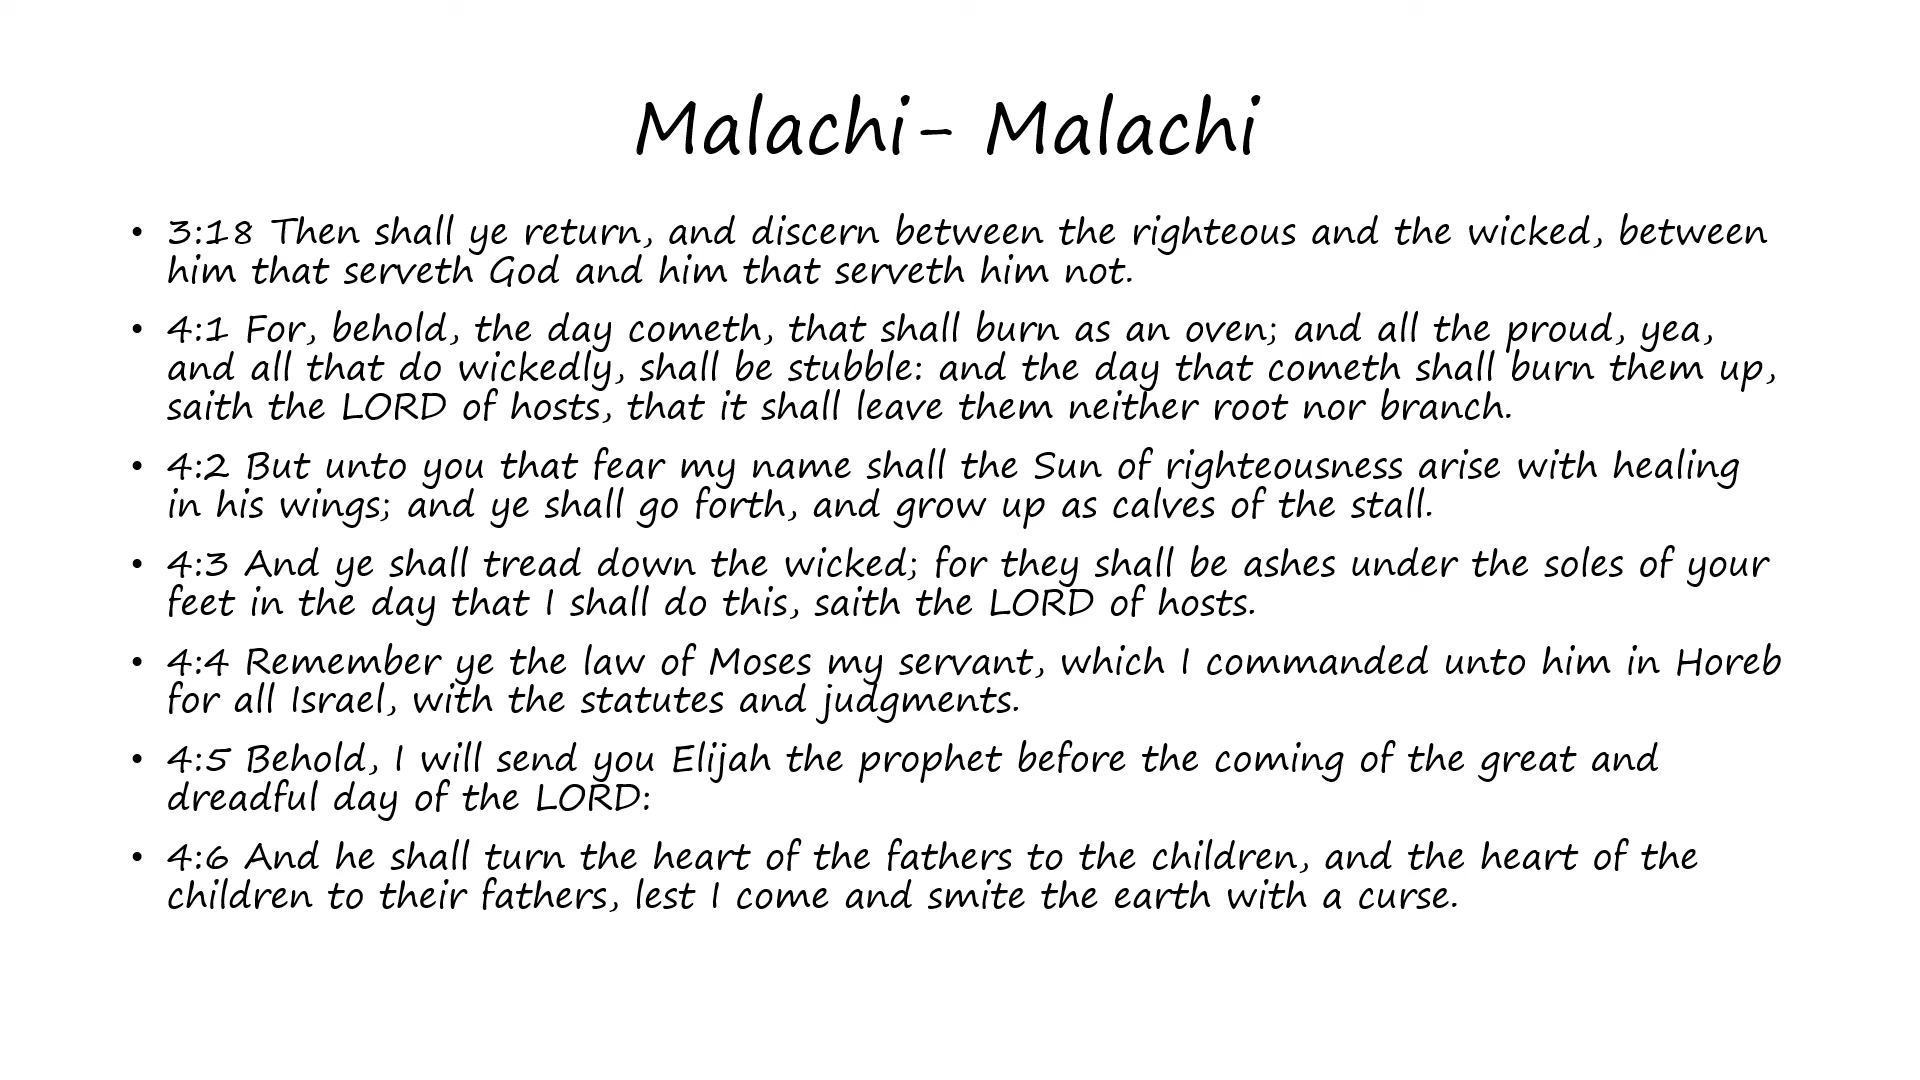 Malachi- Malachi
• 3:18 Then shall ye return, and discern between the righteous and the wicked, between
him that serveth God and him that serveth him not.
• 4:1 For, behold, the day cometh, that shall burn as an oven; and all the proud, yea,
and all that do wickedly, shall be stubble: and the day that cometh shall burn them up,
saith the LORD of hosts, that it shall leave them neither root nor branch.
• 4:2 But unto you that fear my name shall the Sun of righteousness arise with healing
in his wings; and ye shall go forth, and grow up as calves of the stall.
• 4:3 And ye shall tread down the wicked; for they shall be ashes under the soles of your
feet in the day that I shall do this, saith the LORD of hosts.
• 4:4 Remember ye the law of Moses my servant, which I commanded unto him in Horeb
for all Israel, with the statutes and judgments.
• 4:5 Behold, I will send you Elijah the prophet before the coming of the great and
dreadful day of the LORD:
• 4:6 And he shall turn the heart of the fathers to the children, and the heart of the
children to their fathers, lest I come and smite the earth with a curse.